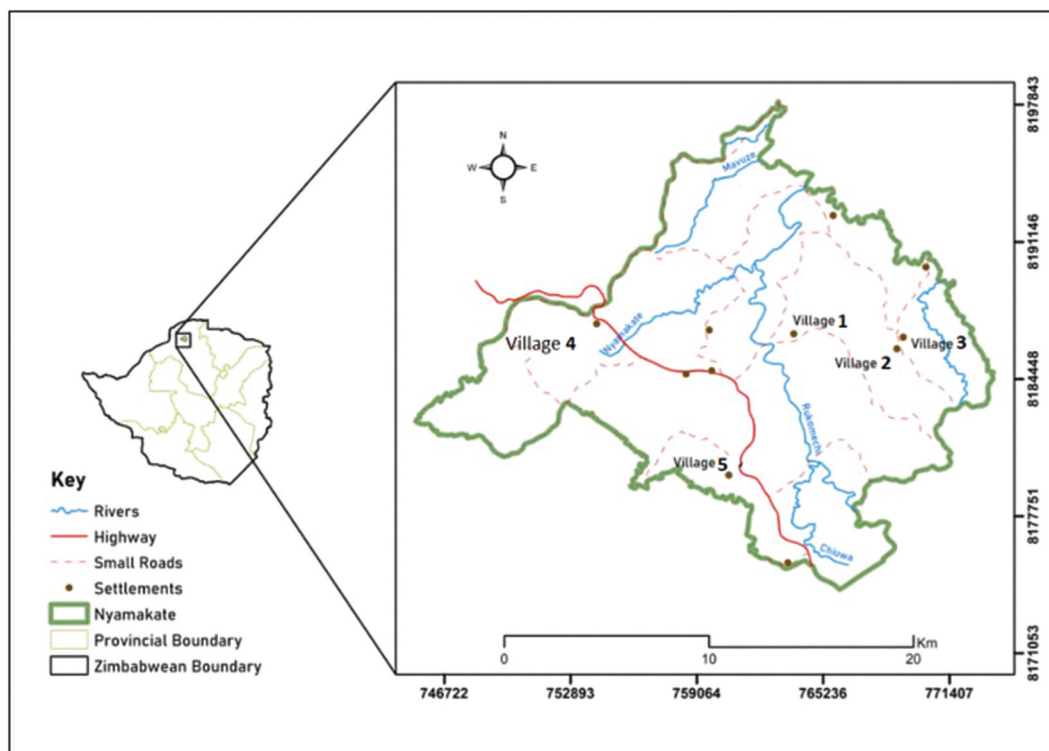 N
W E
S
Mavuze
Nyamakate
Village 4
Village 1
Village 2
Village 3
Rukomechi
Village 5
Chiuwa
Key
Rivers
Highway
Small Roads
Settlements
Nyamakate
Provincial Boundary
Zimbabwean Boundary
Km
0 10 20
746722 752893 759064 765236 771407
8197843
8191146
8184448
8177751
8171053